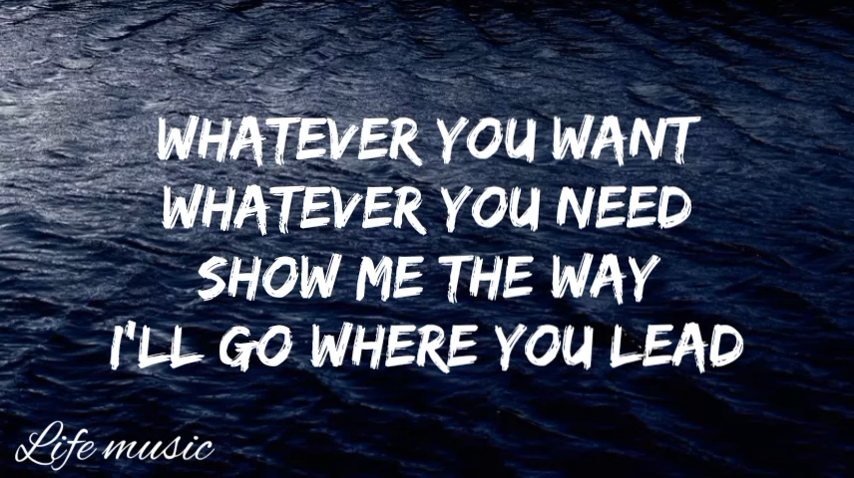 WHATEVER YOU WANT
WHATEVER YOU NEED
SHOW ME THE WAY
I'LL GO WHERE YOU LEAD
Life music